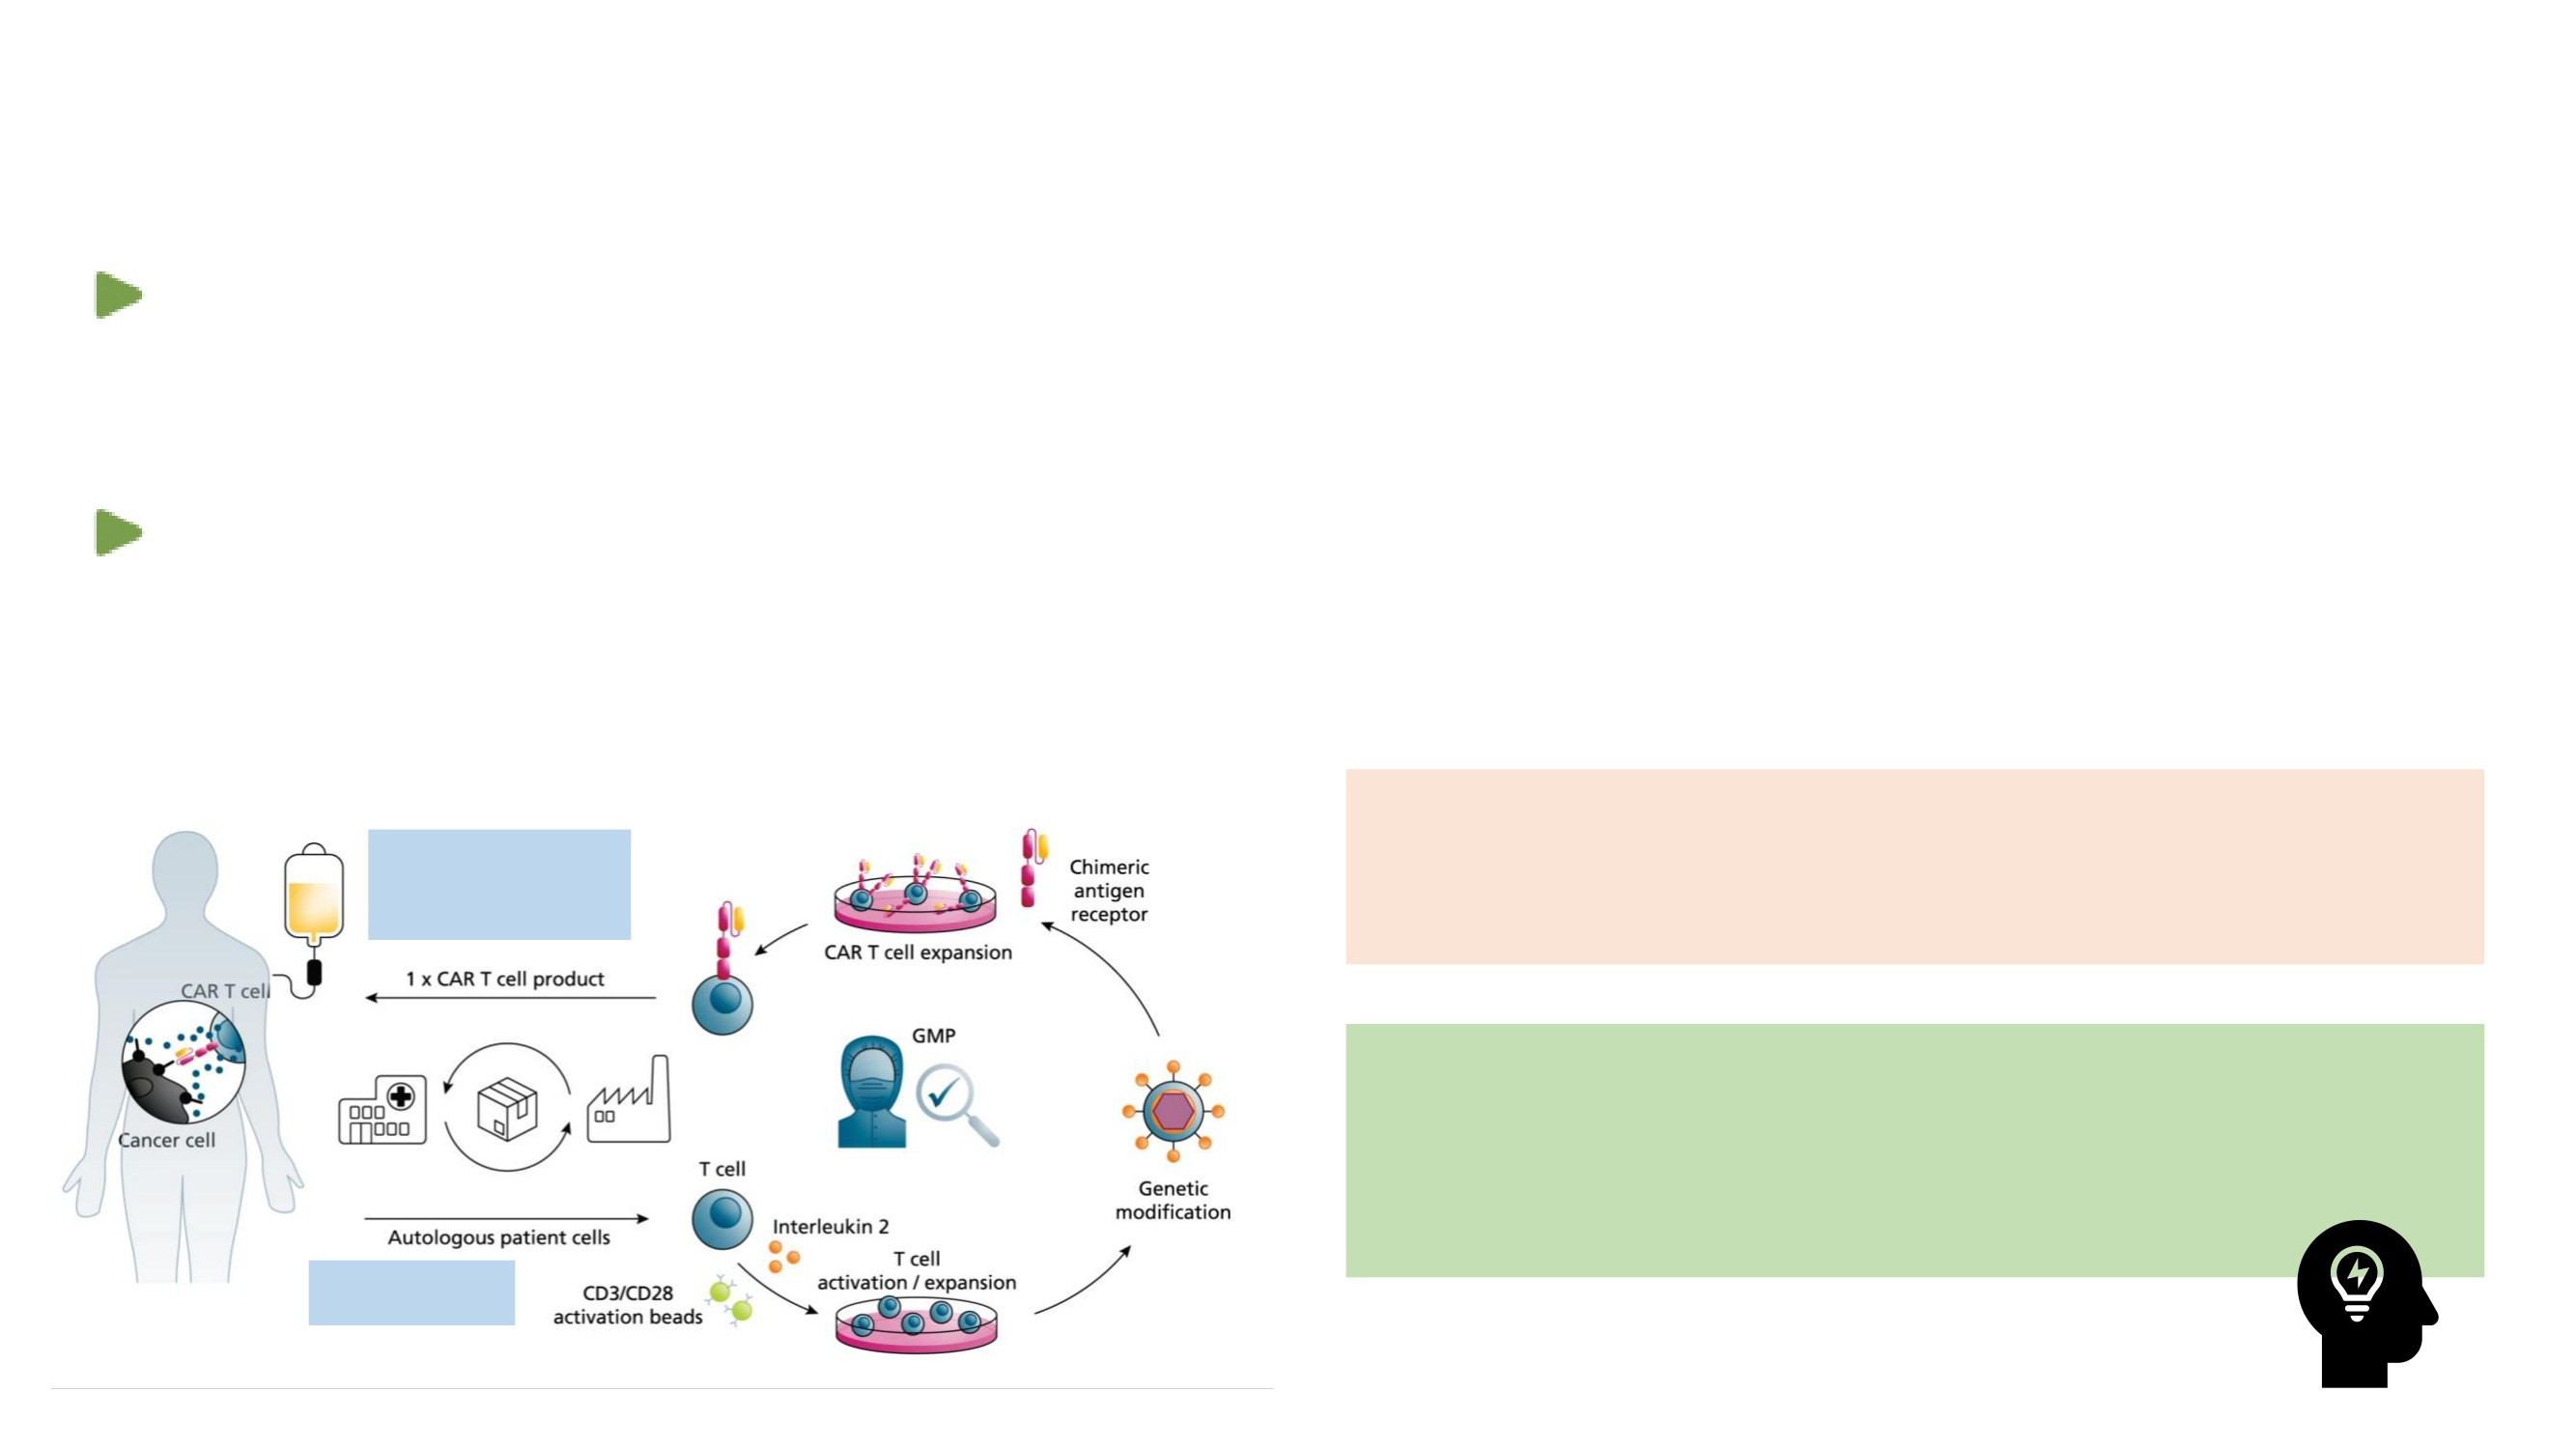 Chimeric
antigen
receptor
CAR T cell expansion
1 x CAR T cell product
CAR T cell
GMP
Cancer cell
T cell
Genetic
modification
Interleukin 2
Autologous patient cells
T cell
activation / expansion
CD3/CD28
activation beads